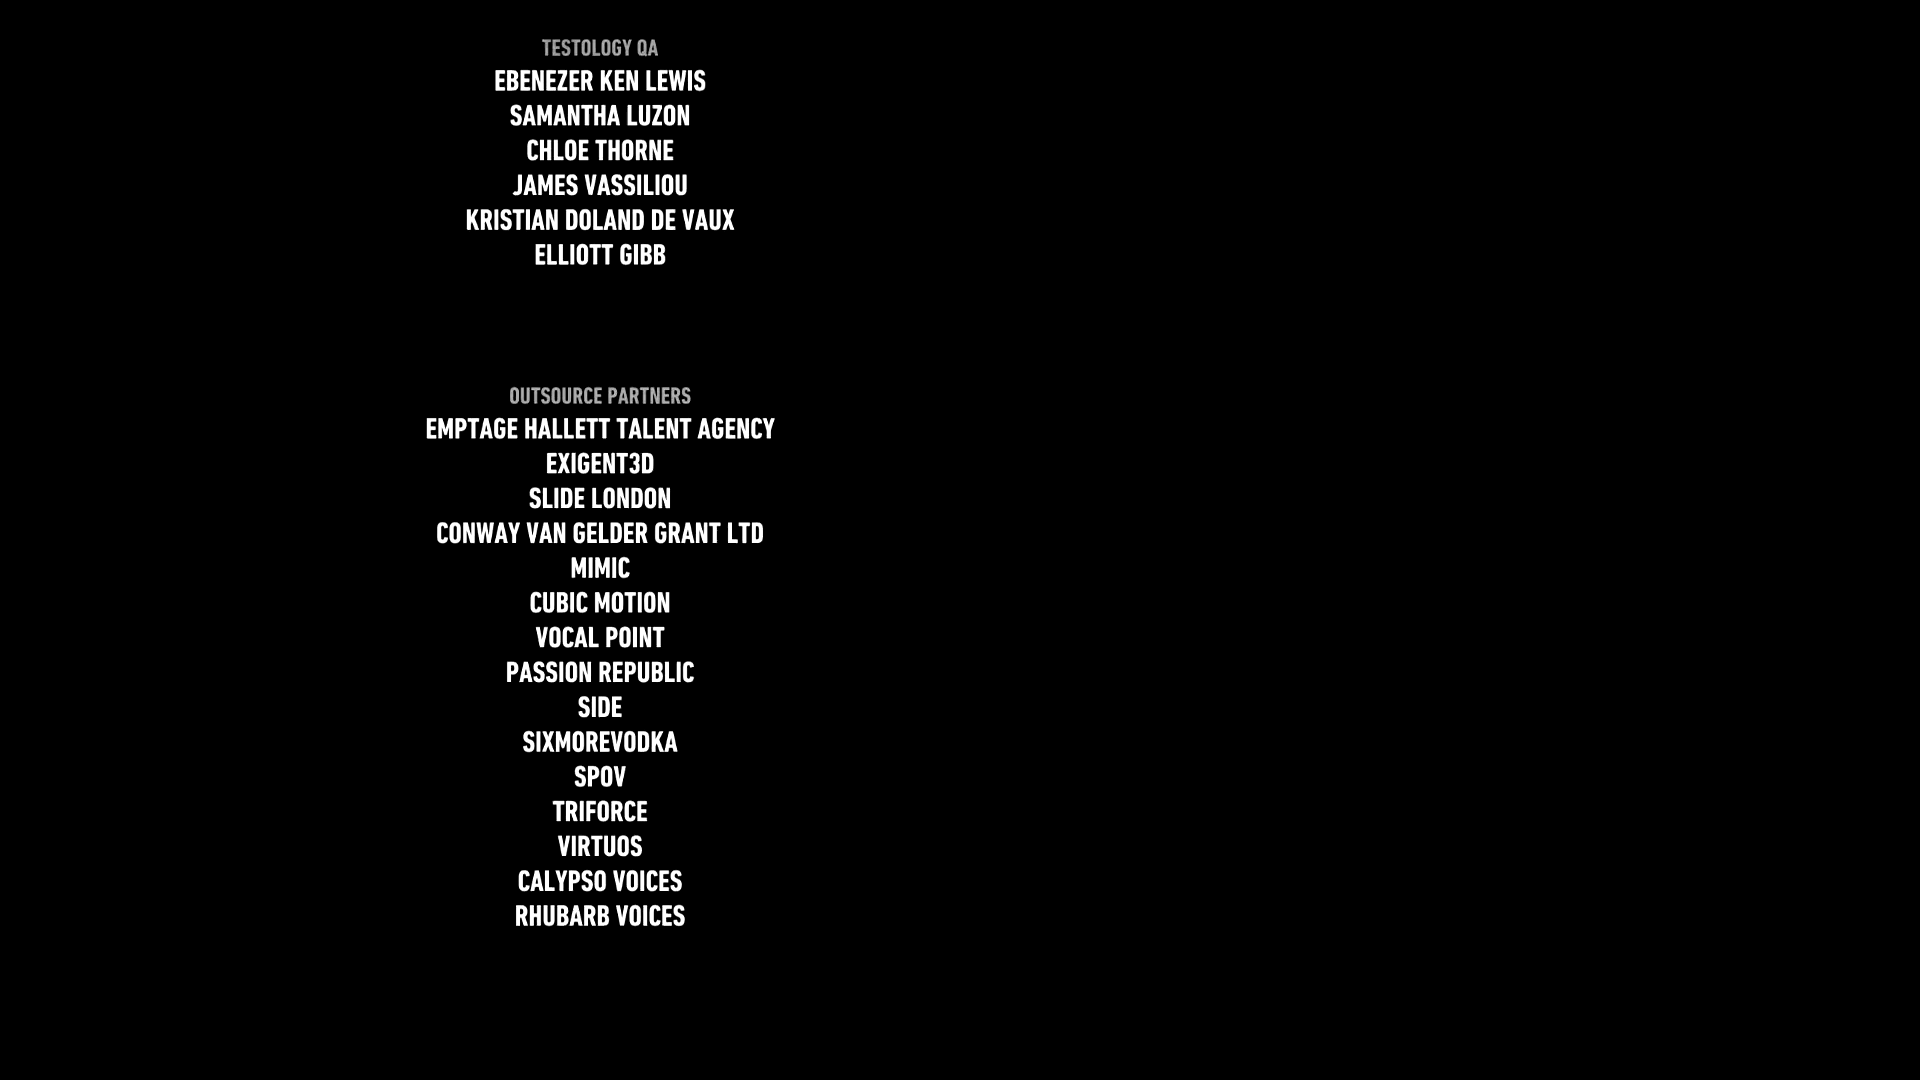 TESTOLOGY QA
EBENEZER KEN LEWIS
SAMANTHA LUZON
CHLOE THORNE
JAMES VASSILIOU
KRISTIAN DOLAND DE VAUX
ELLIOTT GIBB
OUTSOURCE PARTNERS
EMPTAGE HALLETT TALENT AGENCY
EXIGENT3D
SLIDE LONDON
CONWAY VAN GELDER GRANT LTD
MIMIC
CUBIC MOTION
VOCAL POINT
PASSION REPUBLIC
SIDE
SIXMOREVODKA
SPOV
TRIFORCE
VIRTUOS
CALYPSO VOICES
RHUBARB VOICES